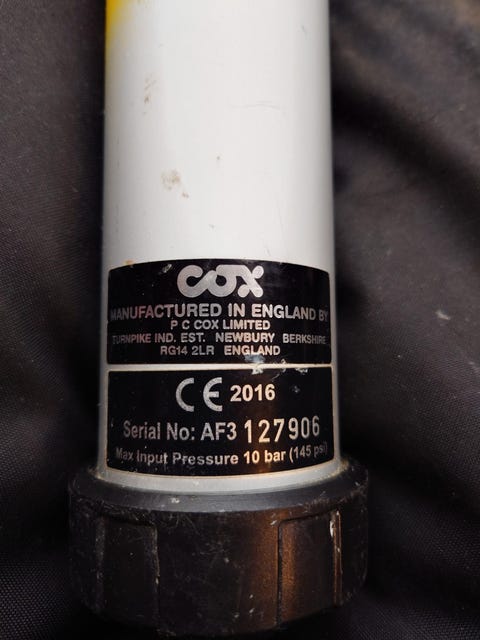 COX
MANUFACTURED IN ENGLAND BY
P C COX LIMITED
TURNPIKE IND. EST. NEWBURY BERKSHIRE
RG14 2LR ENGLAND
CE 2016
Serial No: AF3 127906
Max Input Pressure 10 bar (145 psi)